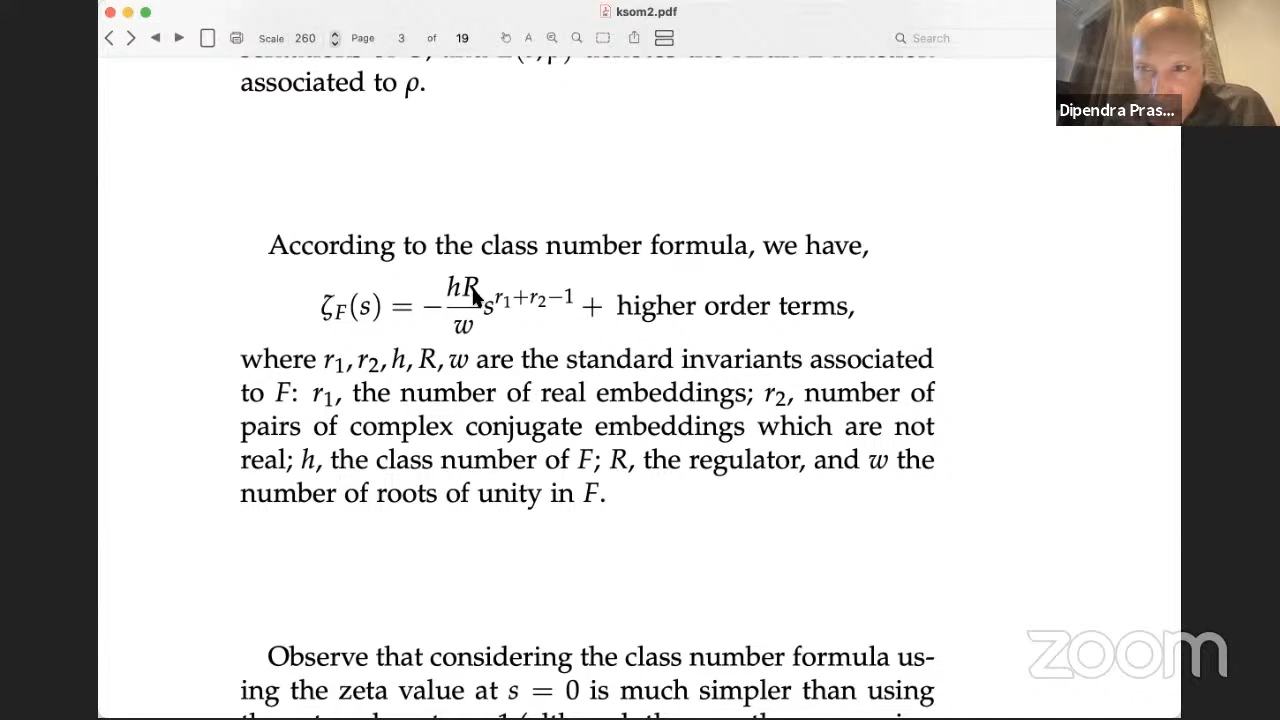 ksom2.pdf
Scale 260 Page 3 of 19 Search
associated to ρ.
Dipendra Pras...
According to the class number formula, we have,
ζ_F(s) = −\frac{hR}{w}s^{r_1+r_2−1} + higher order terms,
where r_1, r_2, h, R, w are the standard invariants associated
to F: r_1, the number of real embeddings; r_2, number of
pairs of complex conjugate embeddings which are not
real; h, the class number of F; R, the regulator, and w the
number of roots of unity in F.
Observe that considering the class number formula us-
ing the zeta value at s = 0 is much simpler than using
zoom